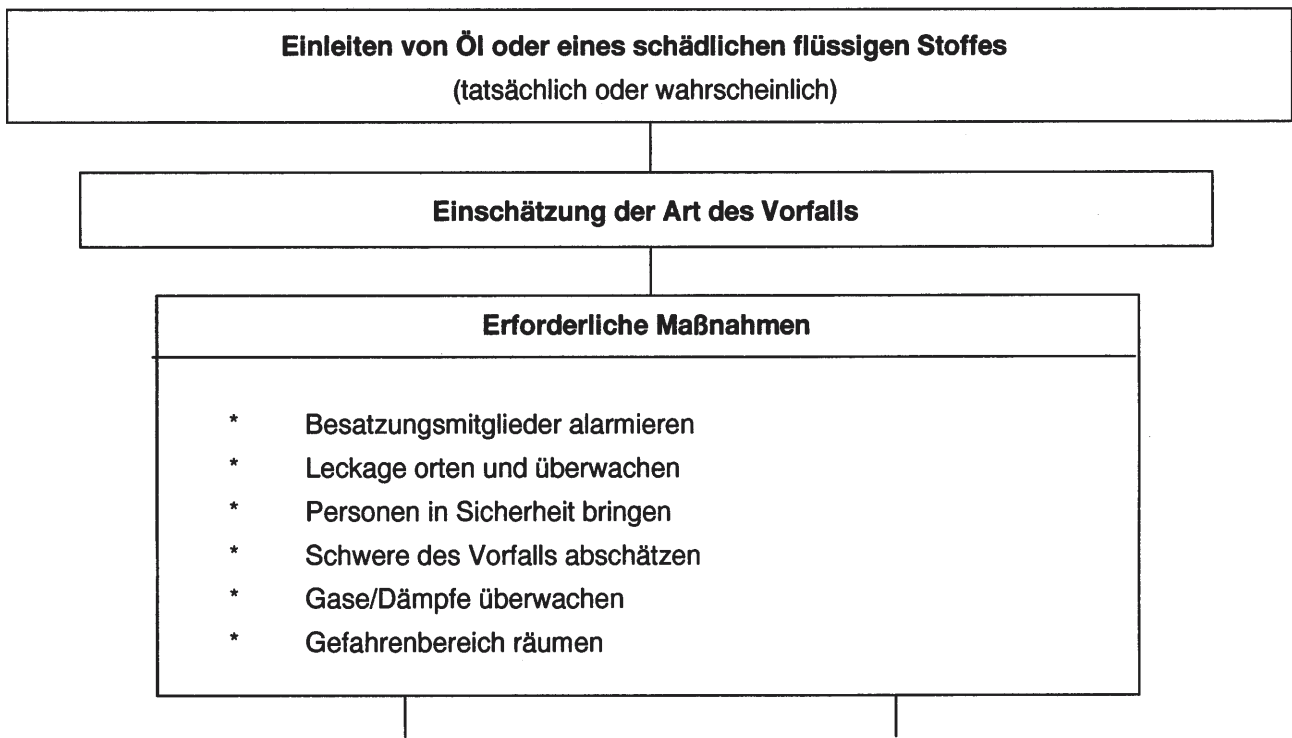 Einleiten von Öl oder eines schädlichen flüssigen Stoffes
(tatsächlich oder wahrscheinlich)
Einschätzung der Art des Vorfalls
Erforderliche Maßnahmen
* Besatzungsmitglieder alarmieren
* Leckage orten und überwachen
* Personen in Sicherheit bringen
* Schwere des Vorfalls abschätzen
* Gase/Dämpfe überwachen
* Gefahrenbereich räumen